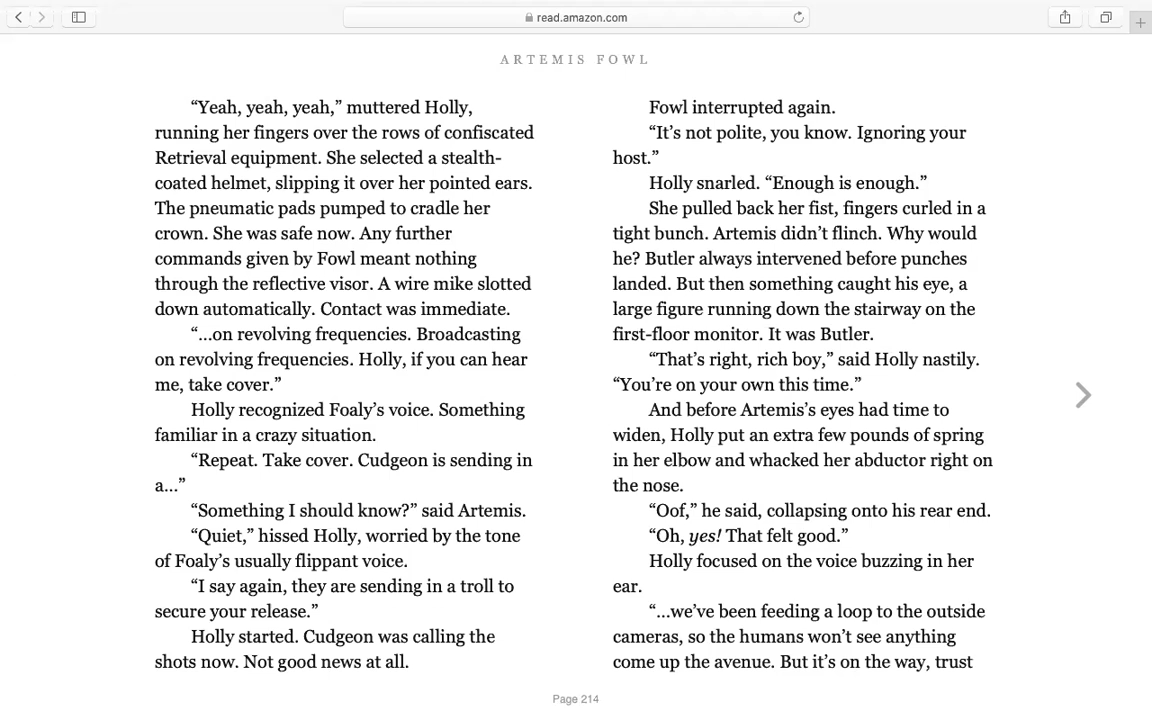 read.amazon.com
ARTEMIS FOWL
“Yeah, yeah, yeah,” muttered Holly,
running her fingers over the rows of confiscated
Retrieval equipment. She selected a stealth-
coated helmet, slipping it over her pointed ears.
The pneumatic pads pumped to cradle her
crown. She was safe now. Any further
commands given by Fowl meant nothing
through the reflective visor. A wire mike slotted
down automatically. Contact was immediate.
“...on revolving frequencies. Broadcasting
on revolving frequencies. Holly, if you can hear
me, take cover.”
Holly recognized Foaly’s voice. Something
familiar in a crazy situation.
“Repeat. Take cover. Cudgeon is sending in
a...”
“Something I should know?” said Artemis.
“Quiet,” hissed Holly, worried by the tone
of Foaly’s usually flippant voice.
“I say again, they are sending in a troll to
secure your release.”
Holly started. Cudgeon was calling the
shots now. Not good news at all.
Fowl interrupted again.
“It’s not polite, you know. Ignoring your
host.”
Holly snarled. “Enough is enough.”
She pulled back her fist, fingers curled in a
tight bunch. Artemis didn’t flinch. Why would
he? Butler always intervened before punches
landed. But then something caught his eye, a
large figure running down the stairway on the
first-floor monitor. It was Butler.
“That’s right, rich boy,” said Holly nastily.
“You’re on your own this time.”
And before Artemis’s eyes had time to
widen, Holly put an extra few pounds of spring
in her elbow and whacked her abductor right on
the nose.
“Oof,” he said, collapsing onto his rear end.
“Oh, yes! That felt good.”
Holly focused on the voice buzzing in her
ear.
“...we’ve been feeding a loop to the outside
cameras, so the humans won’t see anything
come up the avenue. But it’s on the way, trust
Page 214